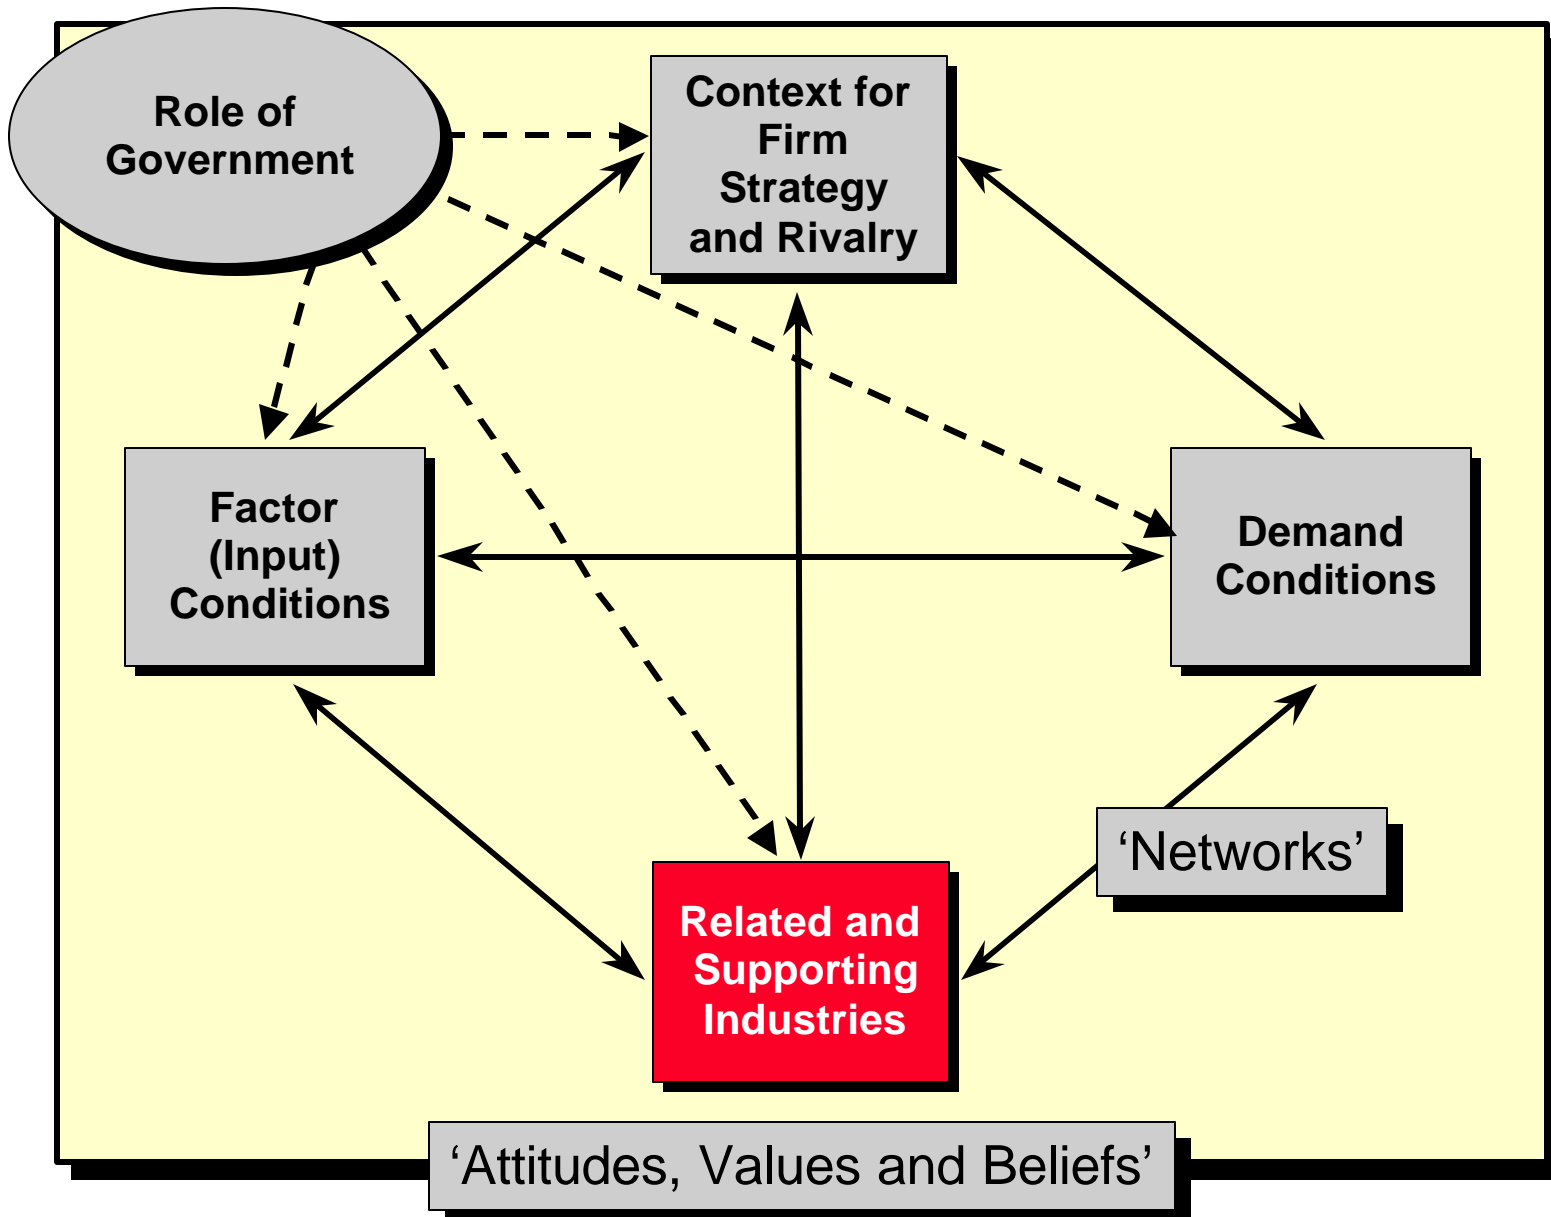 Role of
Government
Context for
Firm
Strategy
and Rivalry
Factor
(Input)
Conditions
Demand
Conditions
‘Networks’
Related and
Supporting
Industries
‘Attitudes, Values and Beliefs’